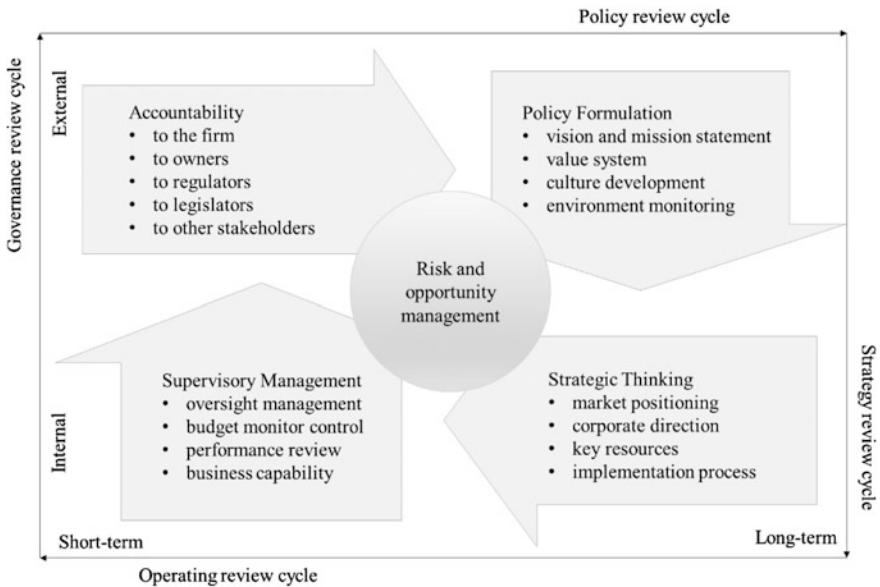 Policy review cycle
Governance review cycle
External
Accountability
• to the firm
• to owners
• to regulators
• to legislators
• to other stakeholders
Policy Formulation
• vision and mission statement
• value system
• culture development
• environment monitoring
Risk and
opportunity
management
Internal
Supervisory Management
• oversight management
• budget monitor control
• performance review
• business capability
Strategic Thinking
• market positioning
• corporate direction
• key resources
• implementation process
Strategy review cycle
Short-term
Long-term
Operating review cycle